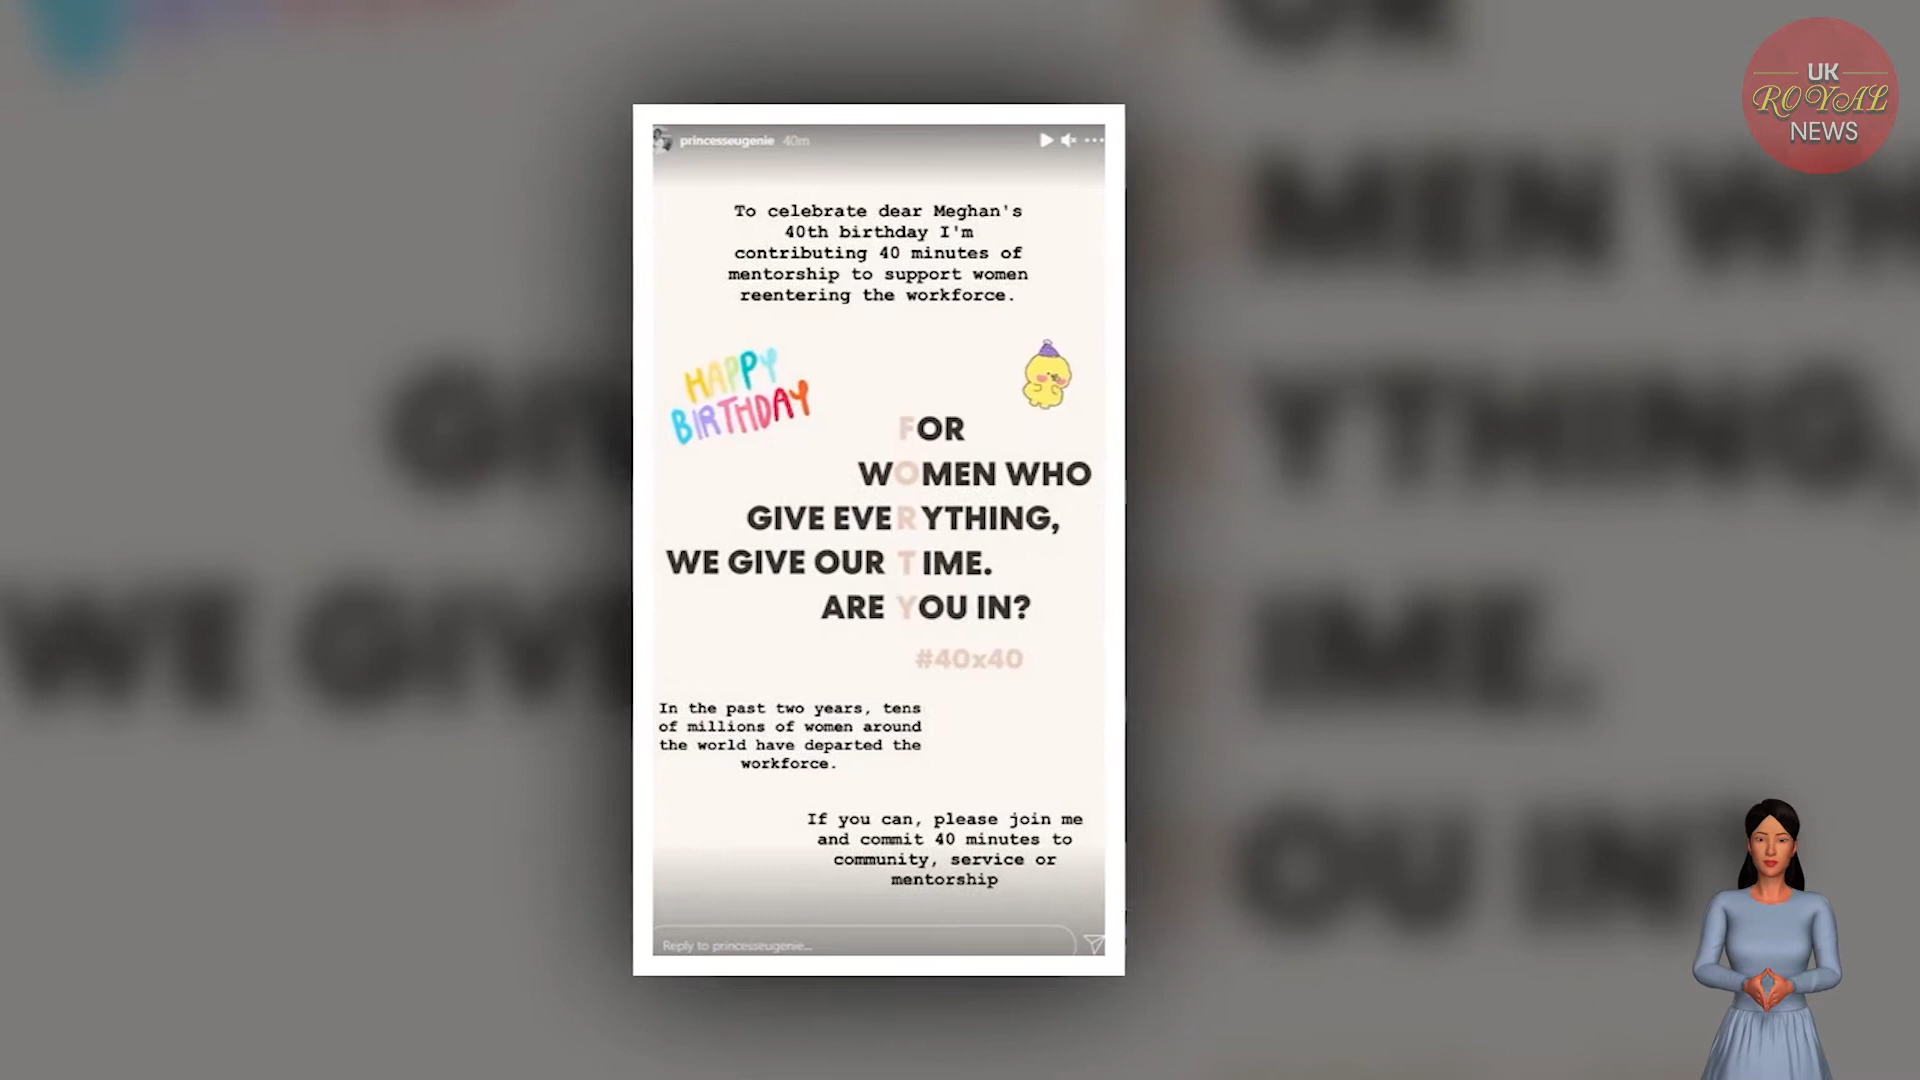 UK
ROYAL
NEWS
princesseugenie 40m
To celebrate dear Meghan's
40th birthday I'm
contributing 40 minutes of
mentorship to support women
reentering the workforce.
HAPPY
BIRTHDAY
FOR
WOMEN WHO
GIVE EVERYTHING,
WE GIVE OUR TIME.
ARE YOU IN?
#40x40
In the past two years, tens
of millions of women around
the world have departed the
workforce.
If you can, please join me
and commit 40 minutes to
community, service or
mentorship
Reply to princesseugenie...